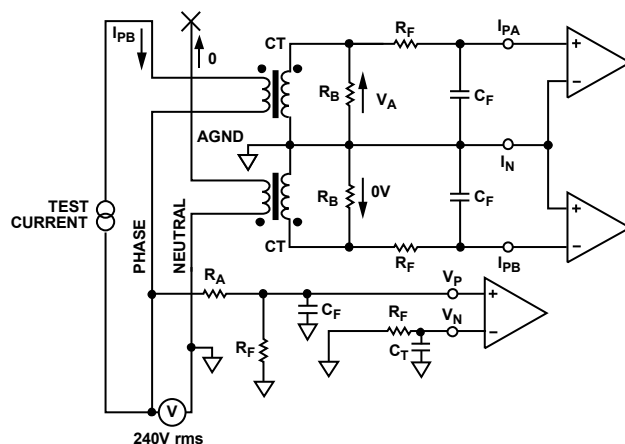 IPB
0
CT
RF
IPA
RB
VA
CF
AGND
IN
TEST
CURRENT
PHASE
NEUTRAL
RB
0V
CF
CT
RF
IPB
RA
VP
CF
RF
VN
RF
CT
V
240V rms
+
−
+
−
+
−